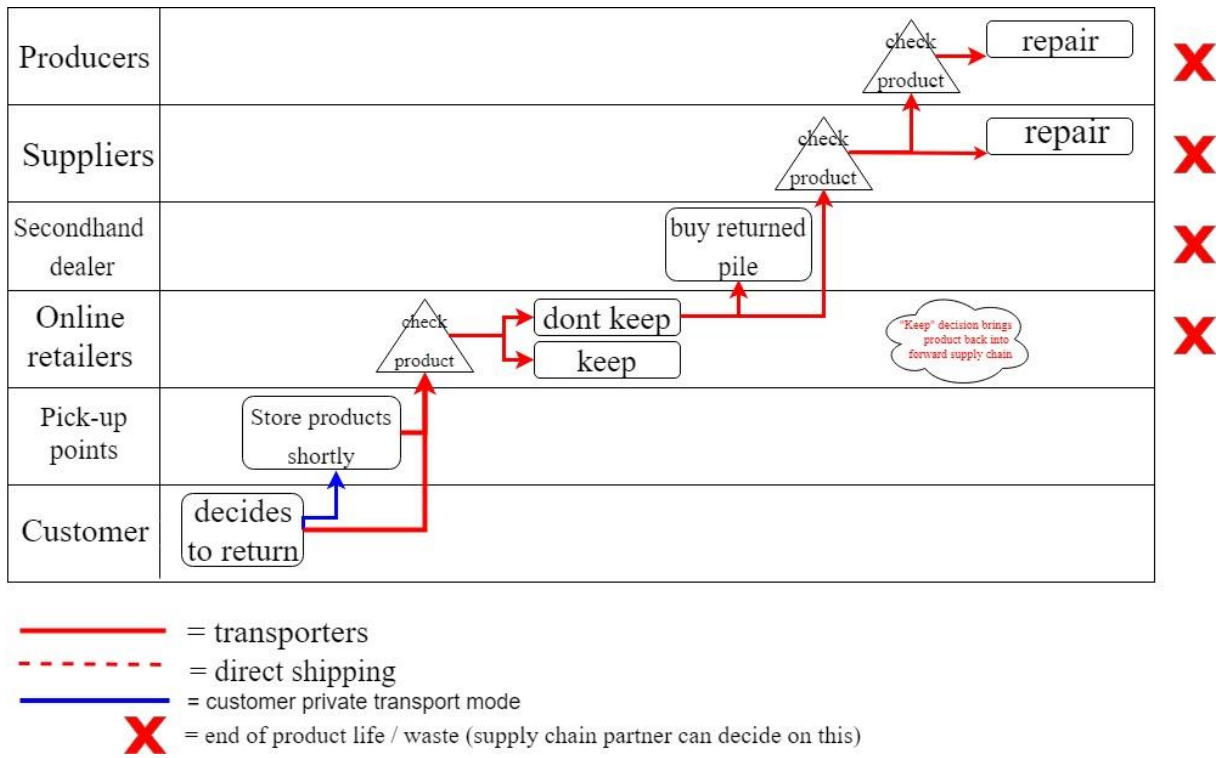 Producers
check
product
repair
X
Suppliers
check
product
repair
X
Secondhand
dealer
buy returned
pile
X
Online
retailers
check
product
dont keep
keep
"Keep" decision brings
product back into
forward supply chain
X
Pick-up
points
Store products
shortly
Customer
decides
to return
= transporters
= direct shipping
= customer private transport mode
X = end of product life / waste (supply chain partner can decide on this)